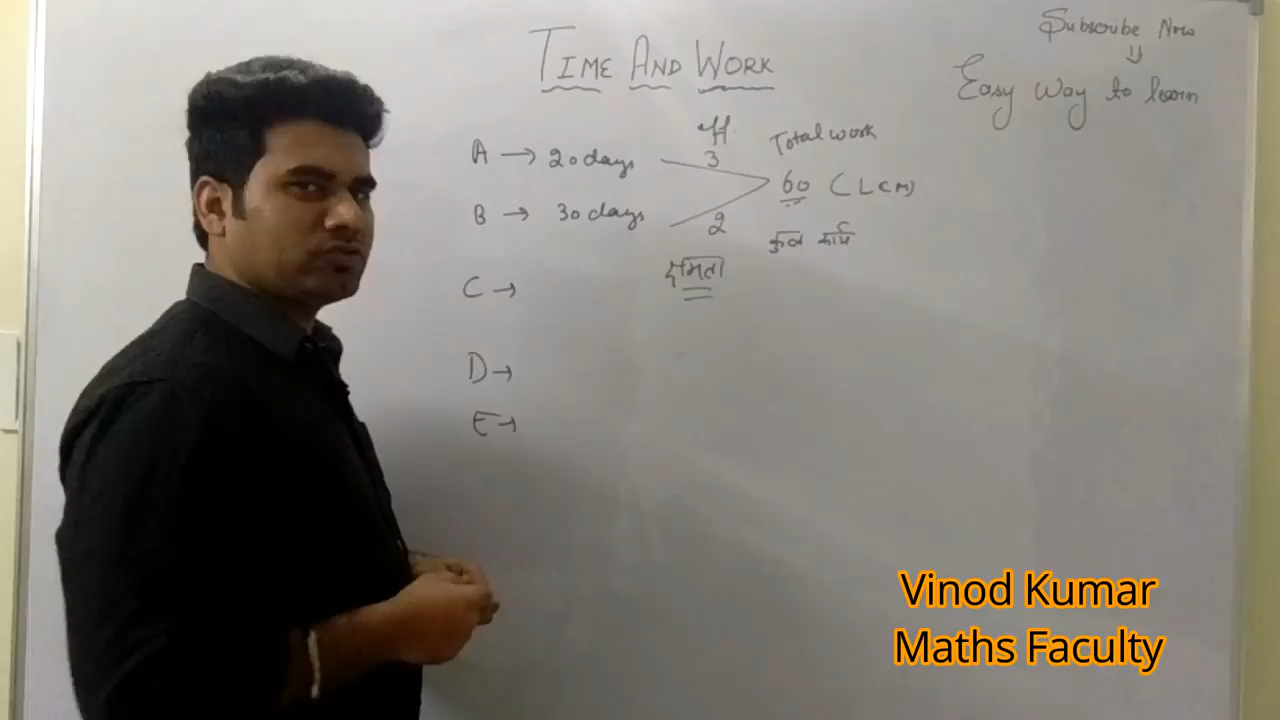 Subscribe Now
⇓
Easy Way to learn
TIME AND WORK
eff Total work
A → 20 days 3
60 (LCM)
B → 30 days 2
कुल कार्य
क्षमता
C →
D →
E →
Vinod Kumar
Maths Faculty